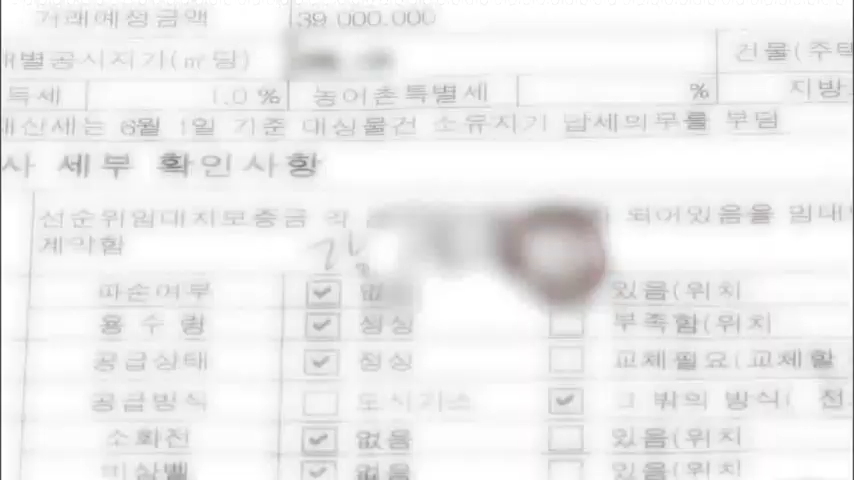 거래예정금액 39 000.000
별공시지가(㎡당) 건물(주택
득세 1.0 % 농어촌특별세 % 지방
재산세는 6월 1일 기준 대상물건 소유자가 납세의무를 부담
사 세부 확인사항
선순위임대차보증금 각 되어있음을 임대
계약함
파손여부 없 있음(위치
용 수 량 정상 부족함(위치
공급상태 정상 교체필요(교체할
공급방식 도시가스 그 밖의 방식( 전
소화전 없음 있음(위치
비상벨 없음 있음(위치